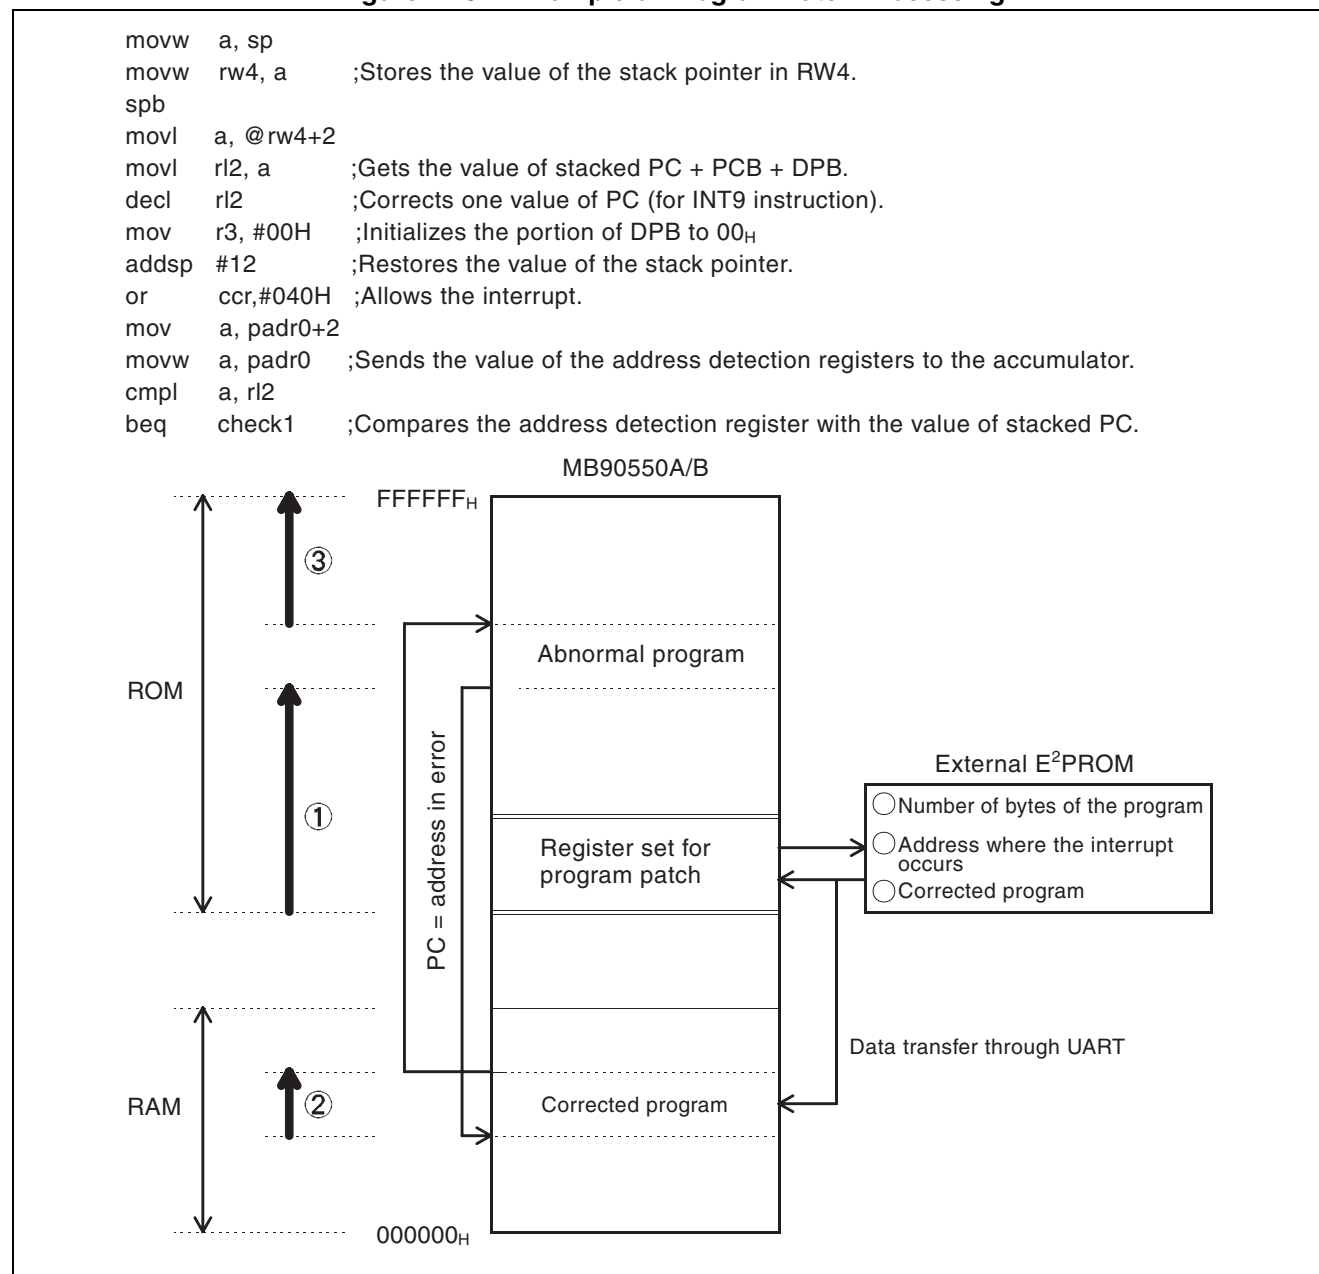 movw a, sp
movw rw4, a ;Stores the value of the stack pointer in RW4.
spb
movl a, @rw4+2
movl rl2, a ;Gets the value of stacked PC + PCB + DPB.
decl rl2 ;Corrects one value of PC (for INT9 instruction).
mov r3, #00H ;Initializes the portion of DPB to 00H
addsp #12 ;Restores the value of the stack pointer.
or ccr,#040H ;Allows the interrupt.
mov a, padr0+2
movw a, padr0 ;Sends the value of the address detection registers to the accumulator.
cmpl a, rl2
beq check1 ;Compares the address detection register with the value of stacked PC.
MB90550A/B
FFFFFFH
③
Abnormal program
ROM
PC = address in error
External E²PROM
①
○Number of bytes of the program
○Address where the interrupt
occurs
○Corrected program
Register set for
program patch
Data transfer through UART
RAM
②
Corrected program
000000H